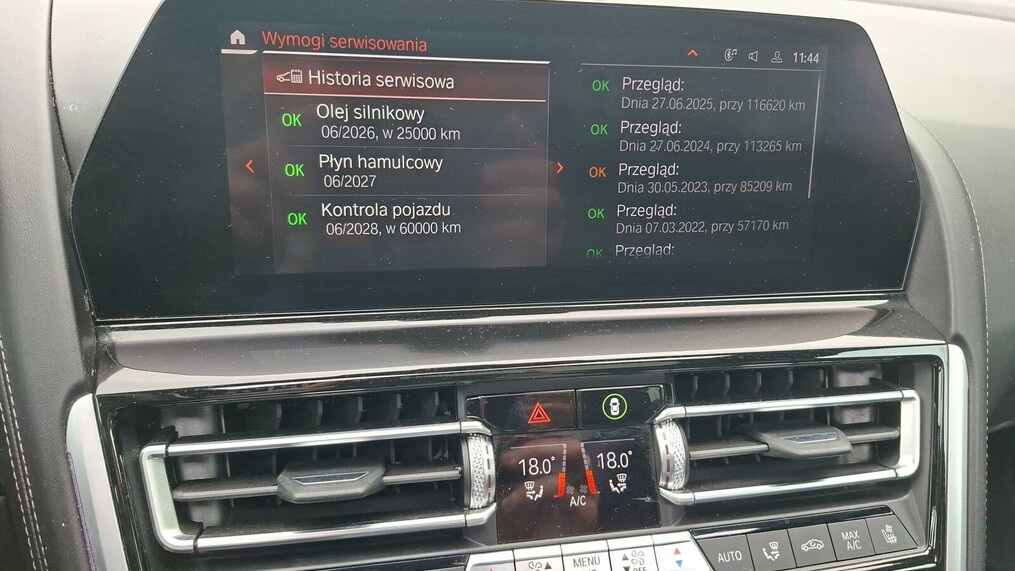 Wymogi serwisowania
11:44
Historia serwisowa
OK Olej silnikowy
06/2026, w 25000 km
OK Płyn hamulcowy
06/2027
OK Kontrola pojazdu
06/2028, w 60000 km
OK Przegląd:
Dnia 27.06.2025, przy 116620 km
OK Przegląd:
Dnia 27.06.2024, przy 113265 km
OK Przegląd:
Dnia 30.05.2023, przy 85209 km
OK Przegląd:
Dnia 07.03.2022, przy 57170 km
OK Przegląd:
18.0° 18.0°
A/C
MENU
OFF
AUTO
MAX
A/C